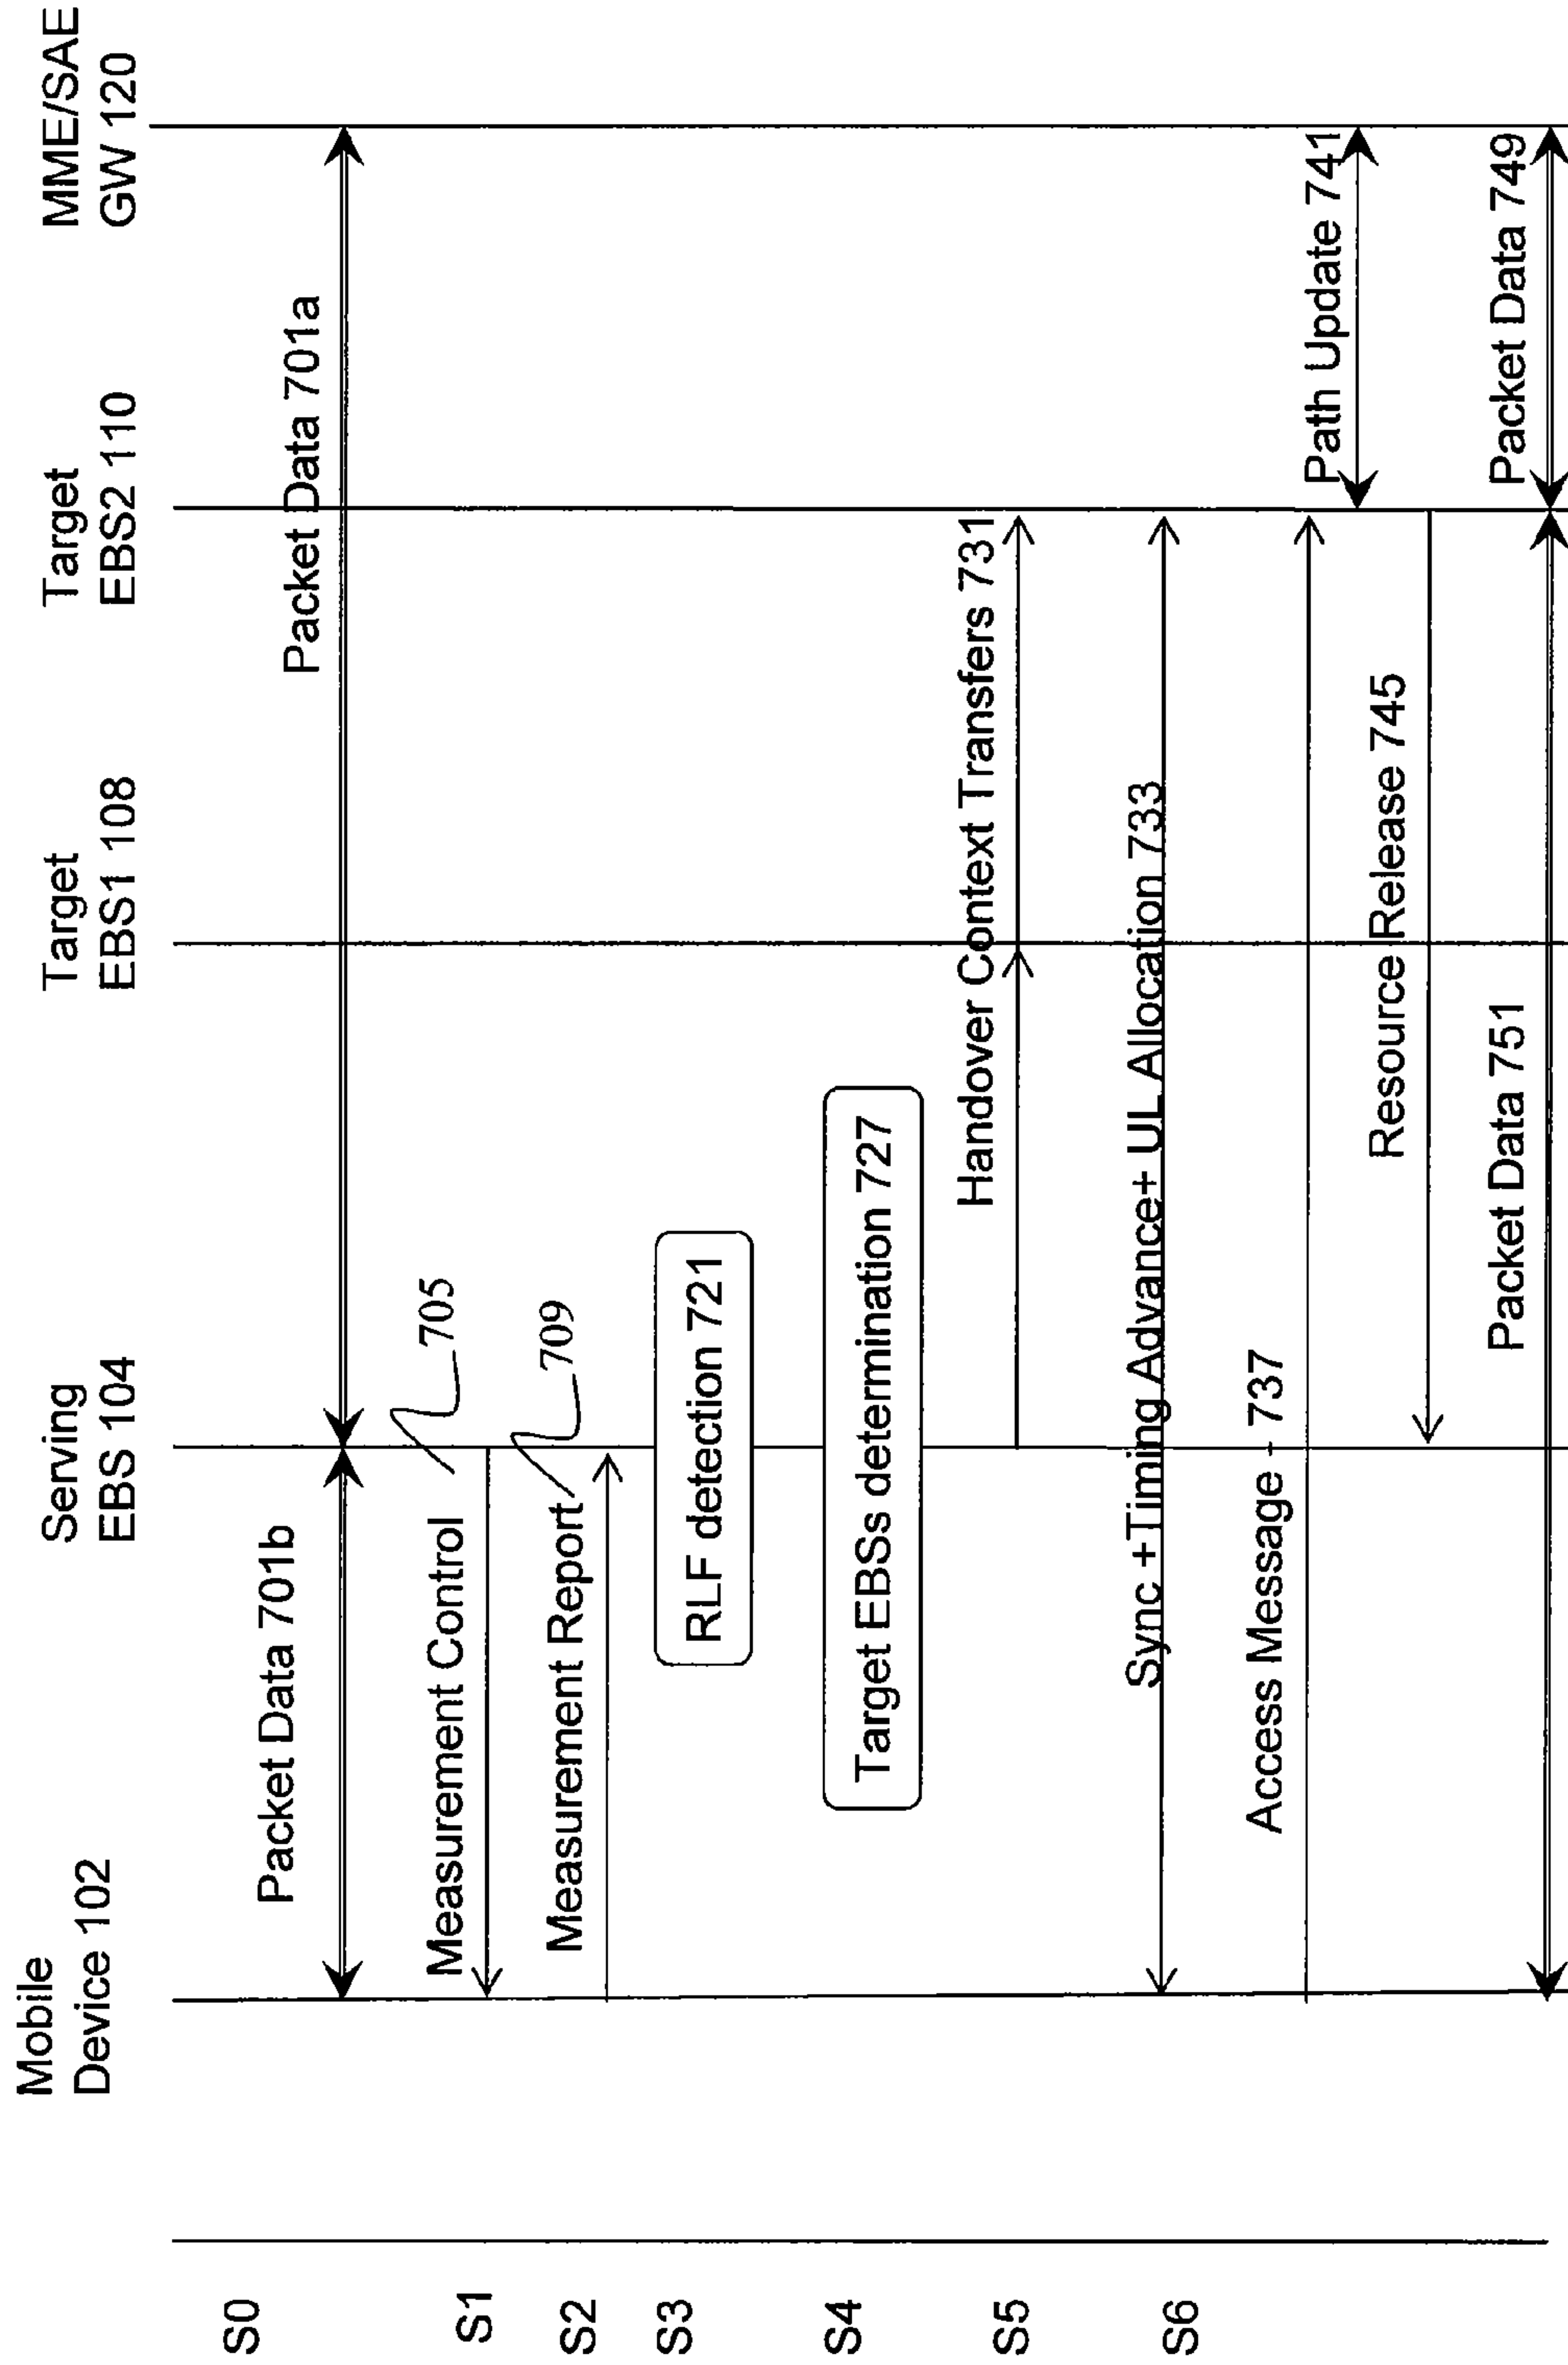 Mobile
Device 102
Serving
EBS 104
Target
EBS1 108
Target
EBS2 110
MME/SAE
GW 120
S0
Packet Data 701b
Packet Data 701a
S1
Measurement Control
705
S2
Measurement Report
709
S3
RLF detection 721
S4
Target EBSs determination 727
S5
Handover Context Transfers 731
S6
Sync +Timing Advance+ UL Allocation 733
Access Message - 737
Path Update 741
Resource Release 745
Packet Data 751
Packet Data 749